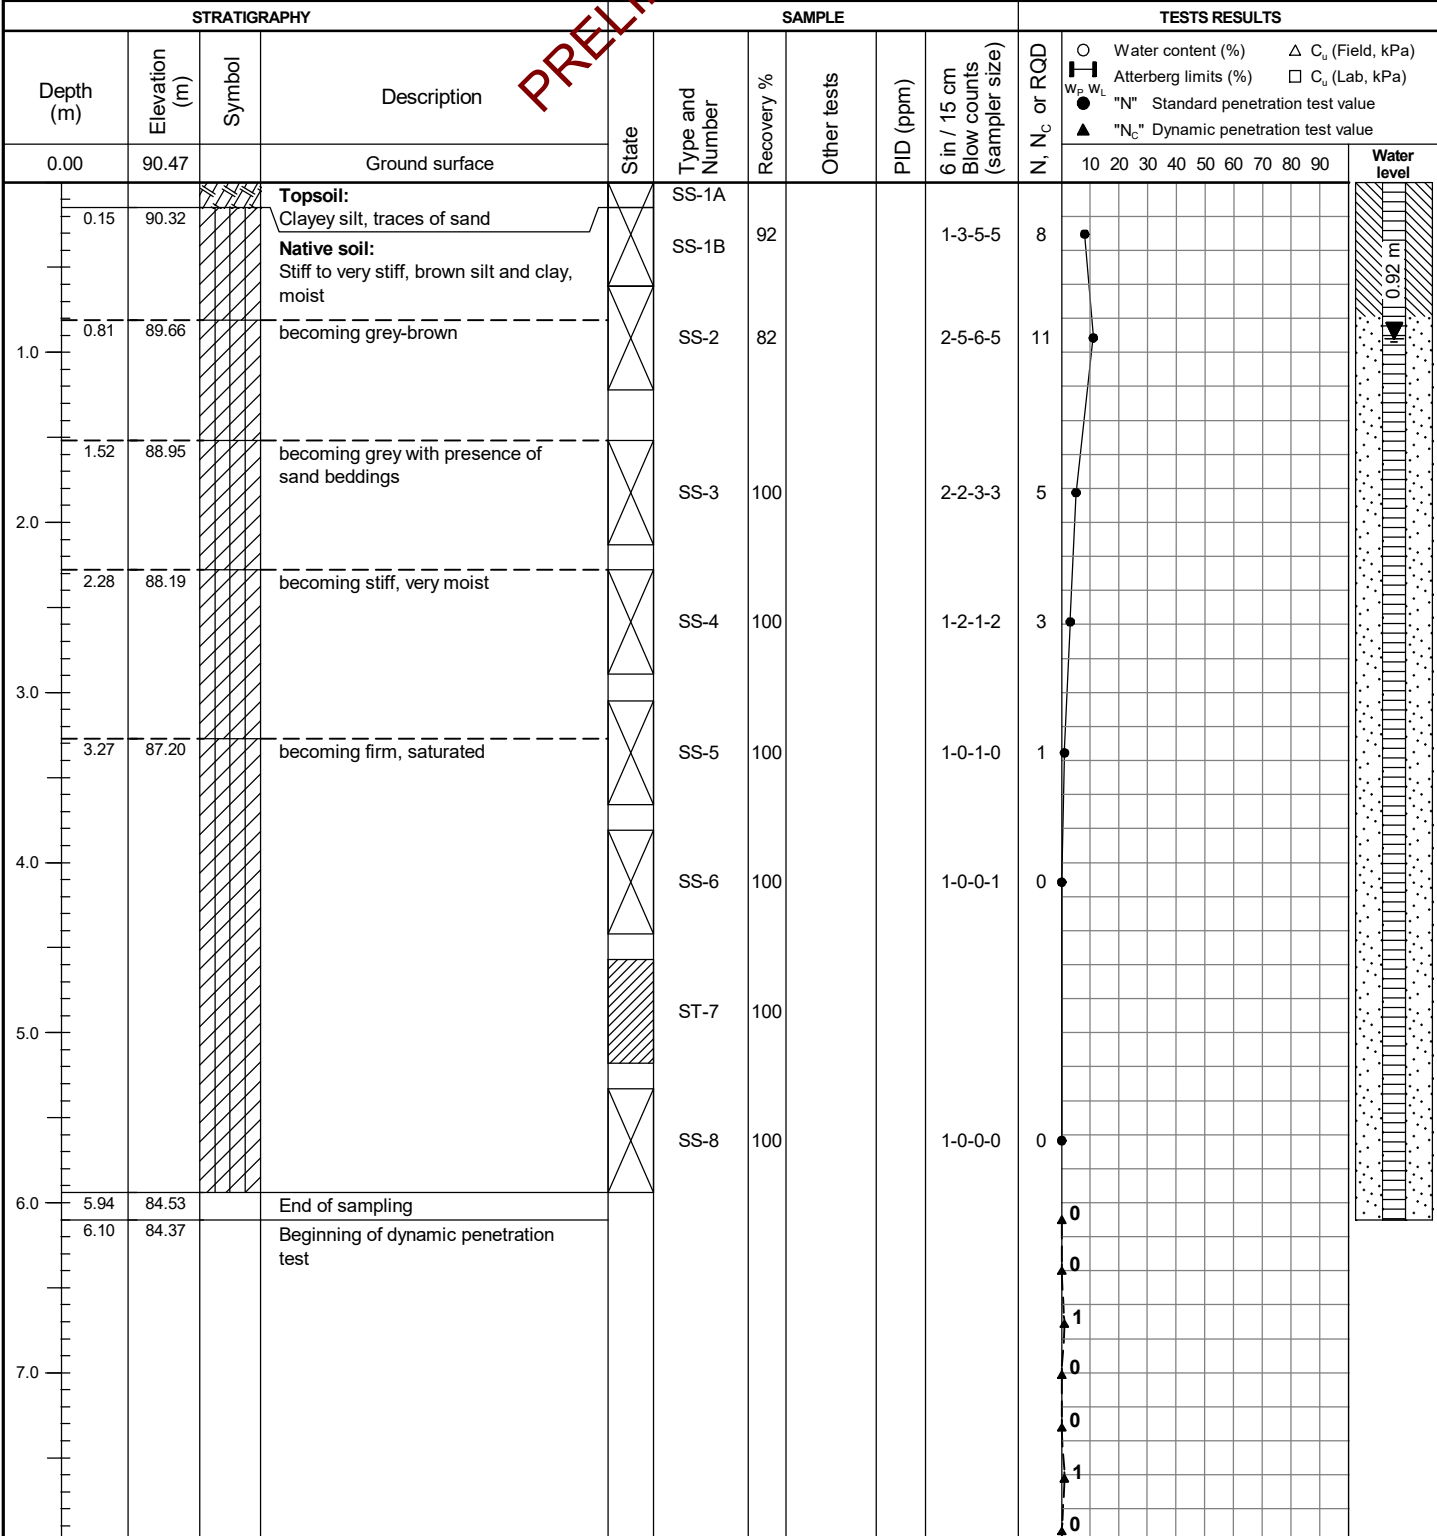 STRATIGRAPHY SAMPLE TESTS RESULTS
PRELI
Depth
(m)
Elevation
(m)
Symbol
Description
State
Type and
Number
Recovery %
Other tests
PID (ppm)
6 in / 15 cm
Blow counts
(sampler size)
N, NC or RQD
Water content (%)
Cu (Field, kPa)
Atterberg limits (%)
Cu (Lab, kPa)
WP WL
"N" Standard penetration test value
"NC" Dynamic penetration test value
0.00 90.47 Ground surface
10 20 30 40 50 60 70 80 90
Water
level
Topsoil:
SS-1A
0.15 90.32 Clayey silt, traces of sand
SS-1B 92 1-3-5-5 8
Native soil:
Stiff to very stiff, brown silt and clay,
moist
0.92 m
0.81 89.66 becoming grey-brown SS-2 82 2-5-6-5 11
1.0
1.52 88.95 becoming grey with presence of
sand beddings
SS-3 100 2-2-3-3 5
2.0
2.28 88.19 becoming stiff, very moist
SS-4 100 1-2-1-2 3
3.0
3.27 87.20 becoming firm, saturated SS-5 100 1-0-1-0 1
4.0
SS-6 100 1-0-0-1 0
ST-7 100
5.0
SS-8 100 1-0-0-0 0
6.0 5.94 84.53 End of sampling
0
6.10 84.37 Beginning of dynamic penetration
test
0
1
7.0 0
0
1
0